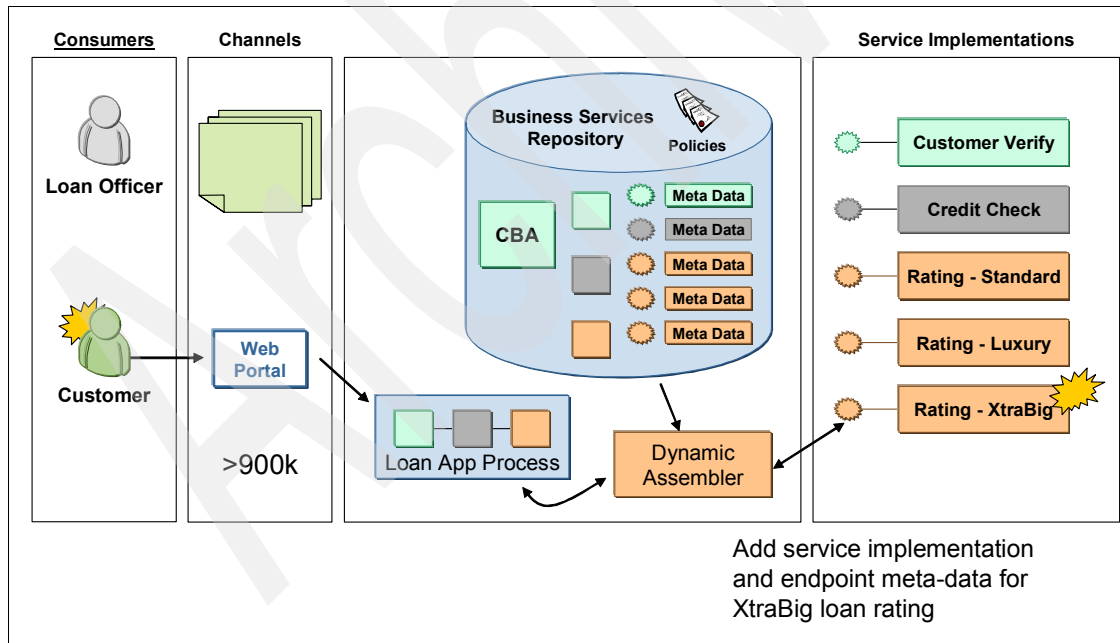 Consumers
Channels
Service Implementations
Loan Officer
Customer
Web
Portal
>900k
Business Services
Repository
Policies
CBA
Meta Data
Meta Data
Meta Data
Meta Data
Meta Data
Loan App Process
Dynamic
Assembler
Customer Verify
Credit Check
Rating - Standard
Rating - Luxury
Rating - XtraBig
Add service implementation
and endpoint meta-data for
XtraBig loan rating